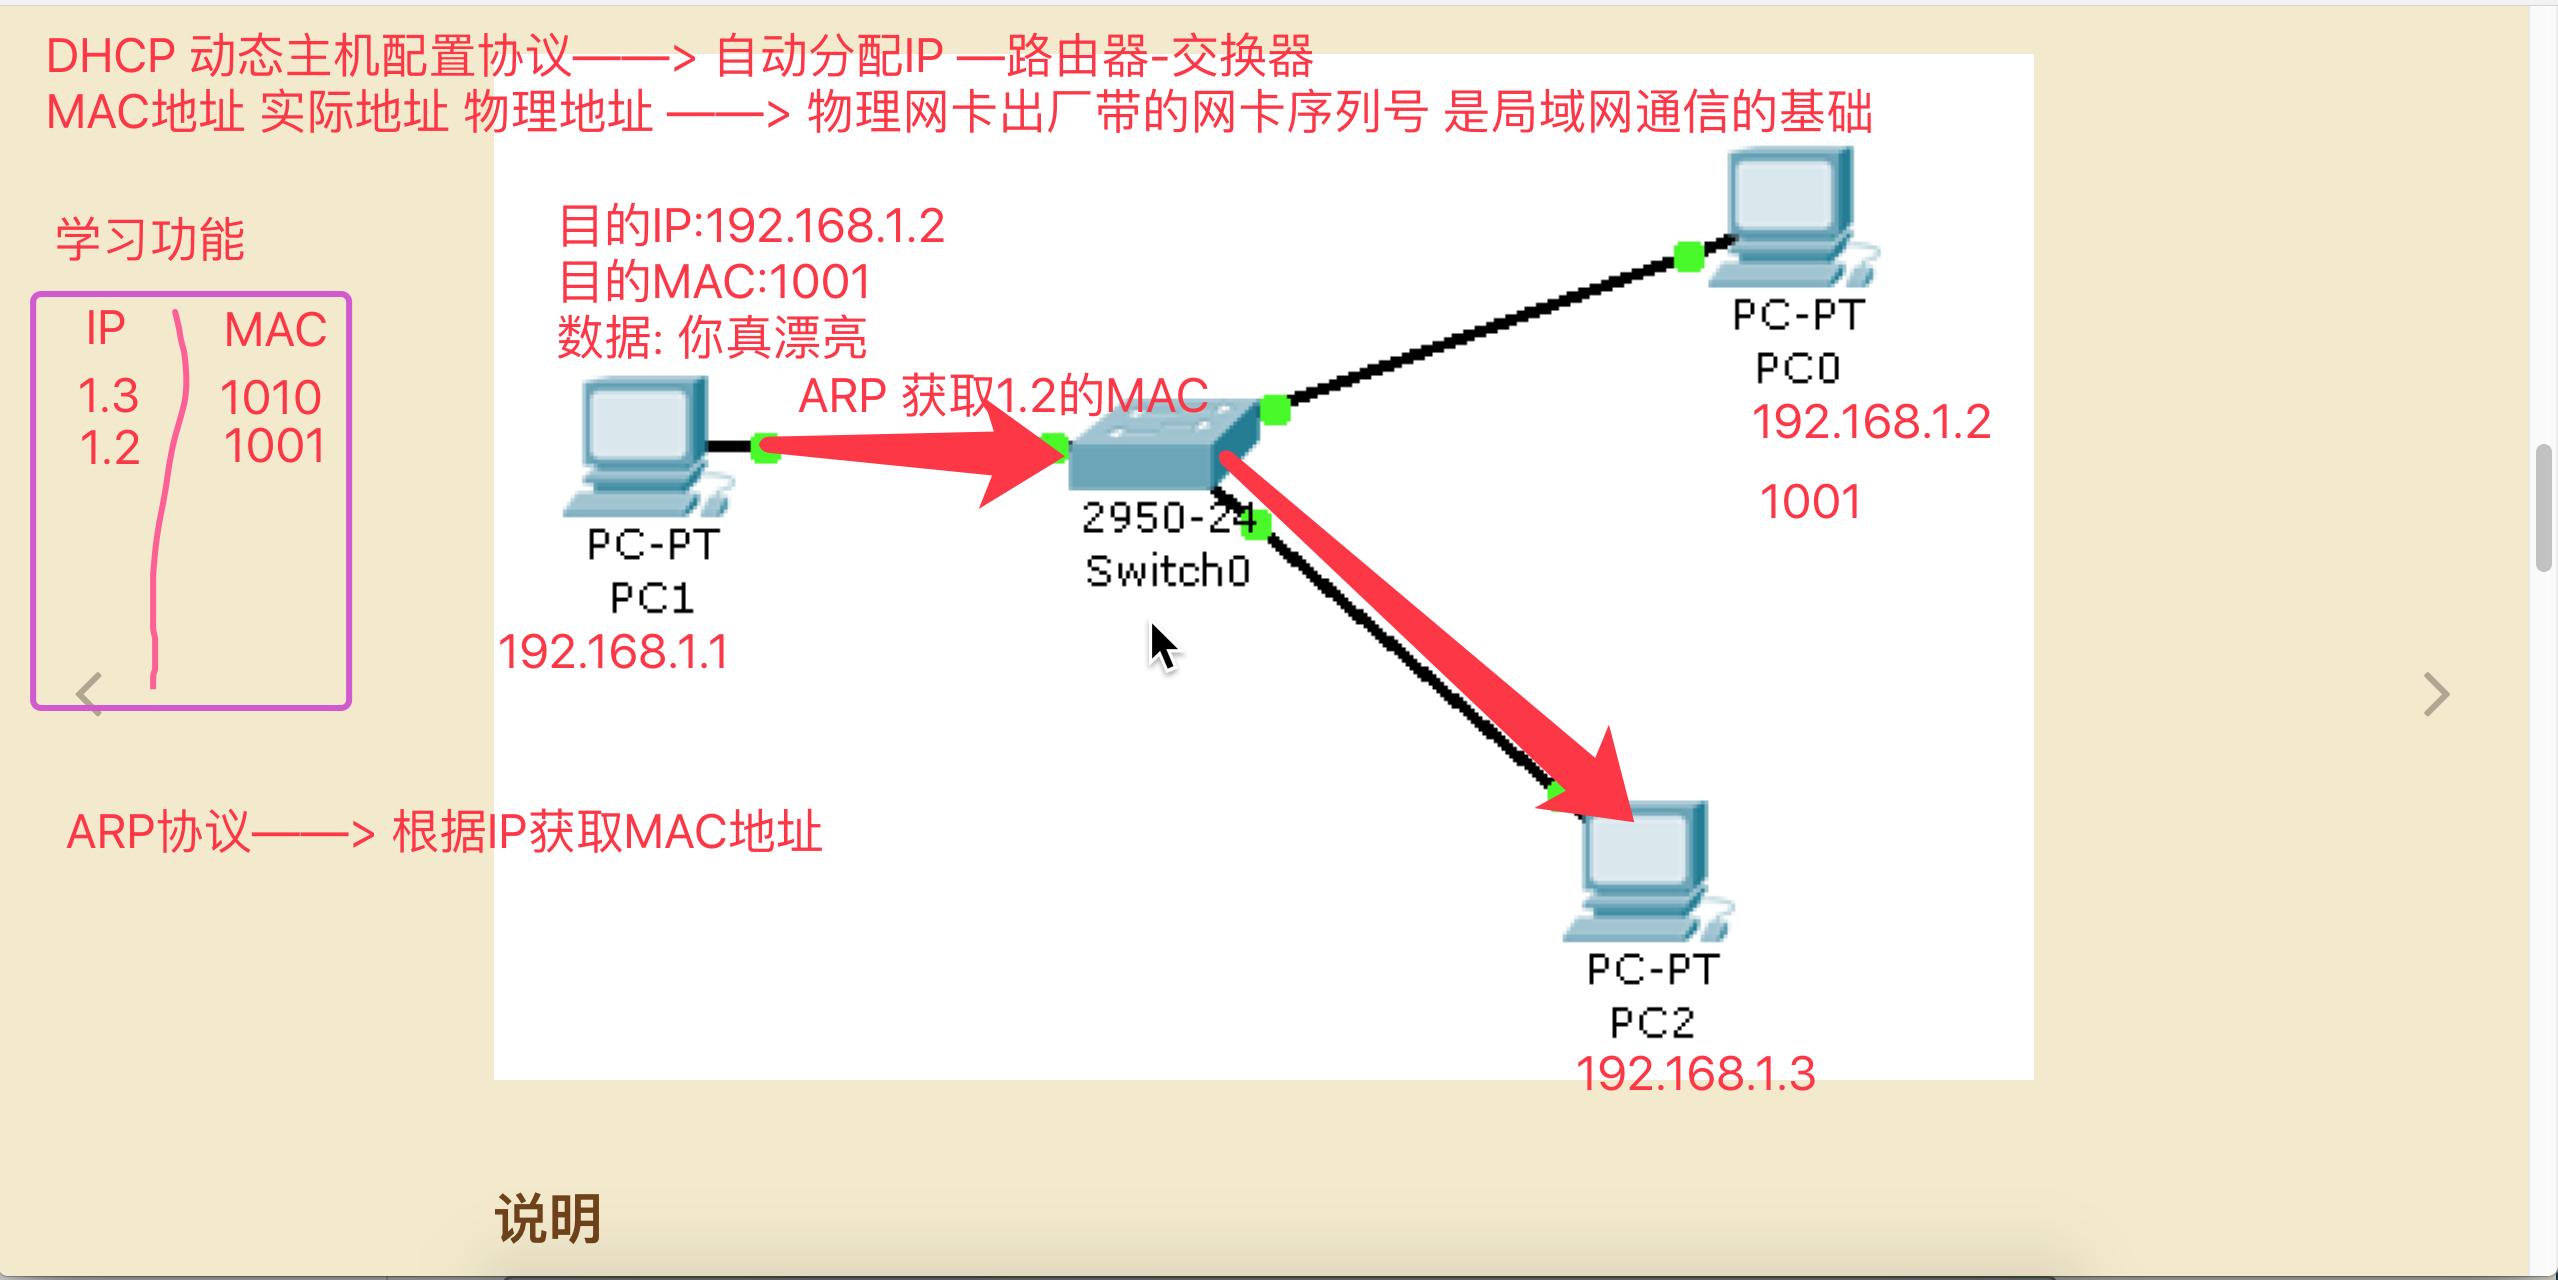 DHCP 动态主机配置协议——> 自动分配IP —路由器-交换器
MAC地址 实际地址 物理地址 ——> 物理网卡出厂带的网卡序列号 是局域网通信的基础
学习功能
IP MAC
1.3 1010
1.2 1001
目的IP:192.168.1.2
目的MAC:1001
数据: 你真漂亮
ARP 获取1.2的MAC
PC-PT
PC0
192.168.1.2
1001
PC-PT
PC1
192.168.1.1
2950-24
Switch0
ARP协议——> 根据IP获取MAC地址
PC-PT
PC2
192.168.1.3
说明